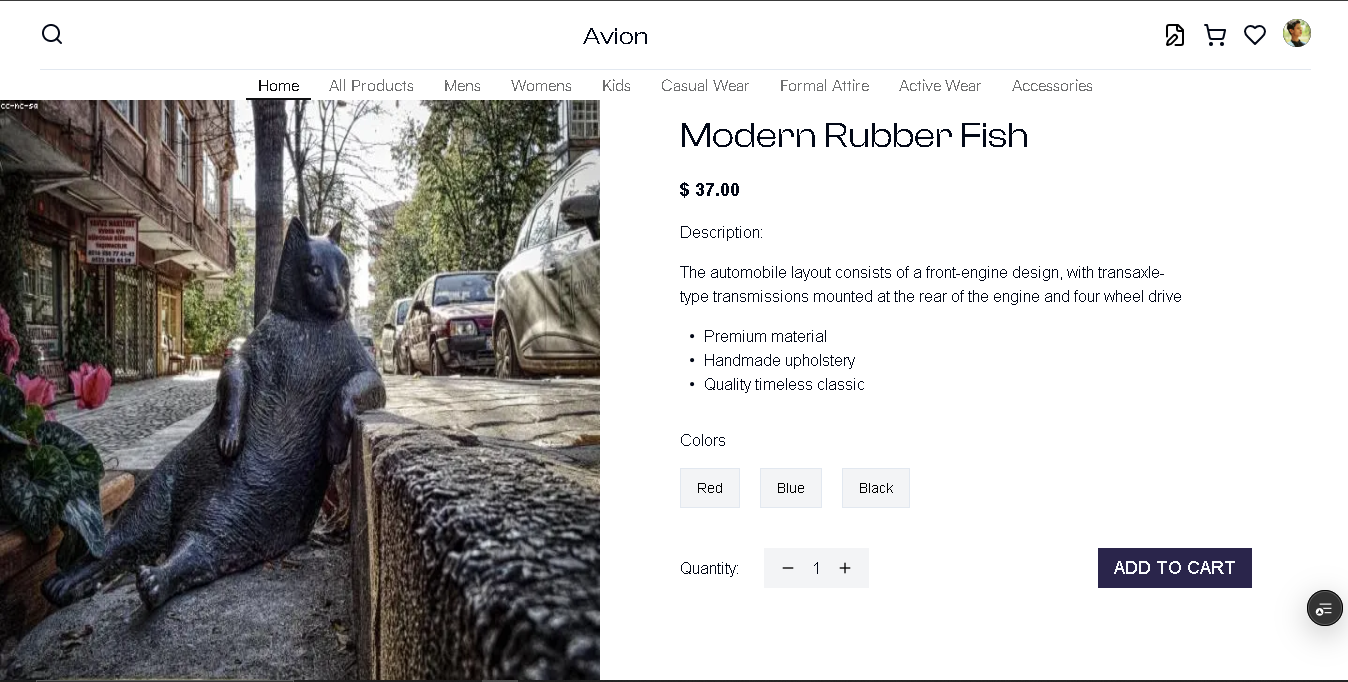 Avion
Home All Products Mens Womens Kids Casual Wear Formal Attire Active Wear Accessories
cc-nc-sa
Modern Rubber Fish
$ 37.00
Description:
The automobile layout consists of a front-engine design, with transaxle-
type transmissions mounted at the rear of the engine and four wheel drive
• Premium material
• Handmade upholstery
• Quality timeless classic
Colors
Red Blue Black
Quantity: − 1 + ADD TO CART